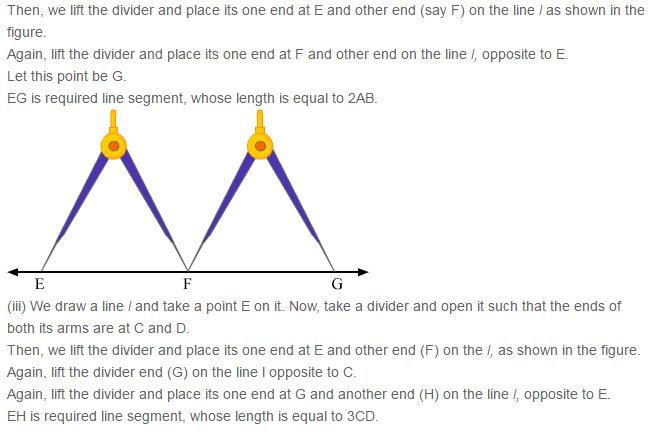 Then, we lift the divider and place its one end at E and other end (say F) on the line l as shown in the
figure.
Again, lift the divider and place its one end at F and other end on the line l, opposite to E.
Let this point be G.
EG is required line segment, whose length is equal to 2AB.
E F G
(iii) We draw a line l and take a point E on it. Now, take a divider and open it such that the ends of
both its arms are at C and D.
Then, we lift the divider and place its one end at E and other end (F) on the l, as shown in the figure.
Again, lift the divider end (G) on the line l opposite to C.
Again, lift the divider and place its one end at G and another end (H) on the line l, opposite to E.
EH is required line segment, whose length is equal to 3CD.